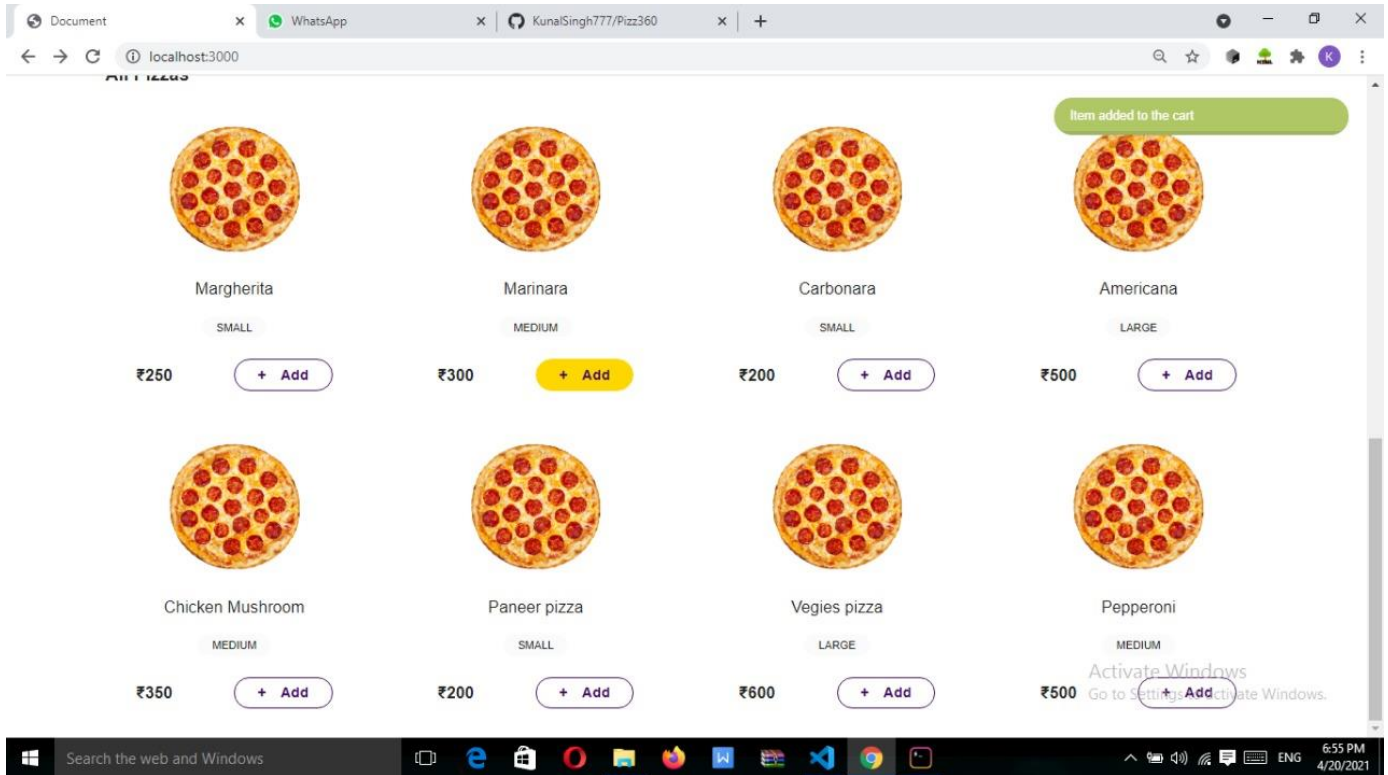 Document
WhatsApp
KunalSingh777/Pizz360
localhost:3000
K
All Pizzas
Item added to the cart
Margherita
Marinara
Carbonara
Americana
SMALL
MEDIUM
SMALL
LARGE
₹250
+ Add
₹300
+ Add
₹200
+ Add
₹500
+ Add
Chicken Mushroom
Paneer pizza
Vegies pizza
Pepperoni
MEDIUM
SMALL
LARGE
MEDIUM
₹350
+ Add
₹200
+ Add
₹600
+ Add
₹500
+ Add
Activate Windows
Go to Settings to activate Windows.
Search the web and Windows
ENG
6:55 PM
4/20/2021